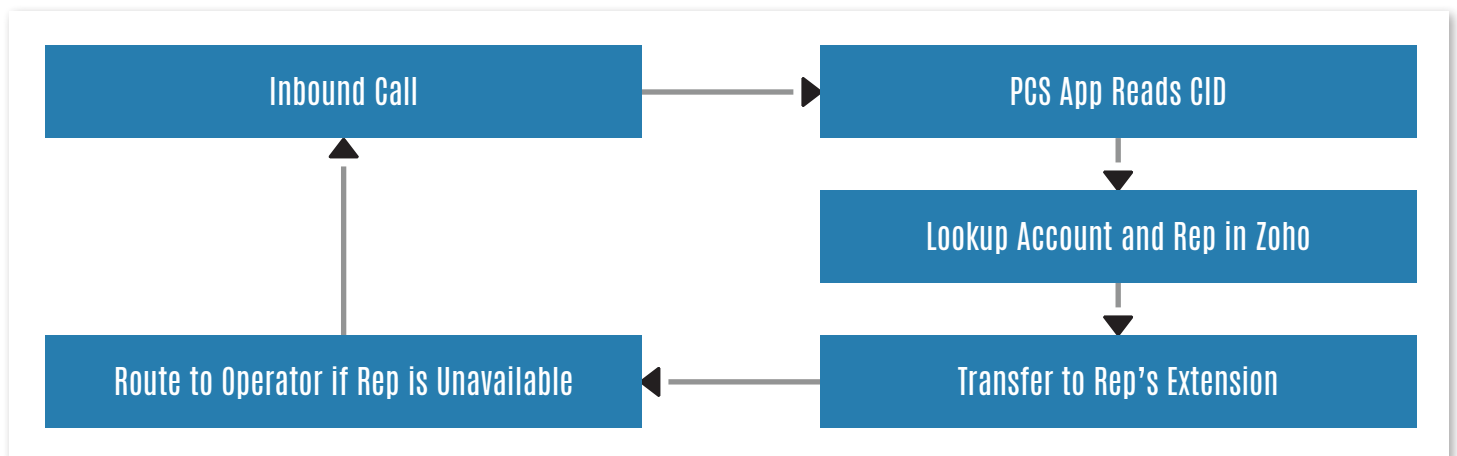 Inbound Call
PCS App Reads CID
Lookup Account and Rep in Zoho
Transfer to Rep’s Extension
Route to Operator if Rep is Unavailable